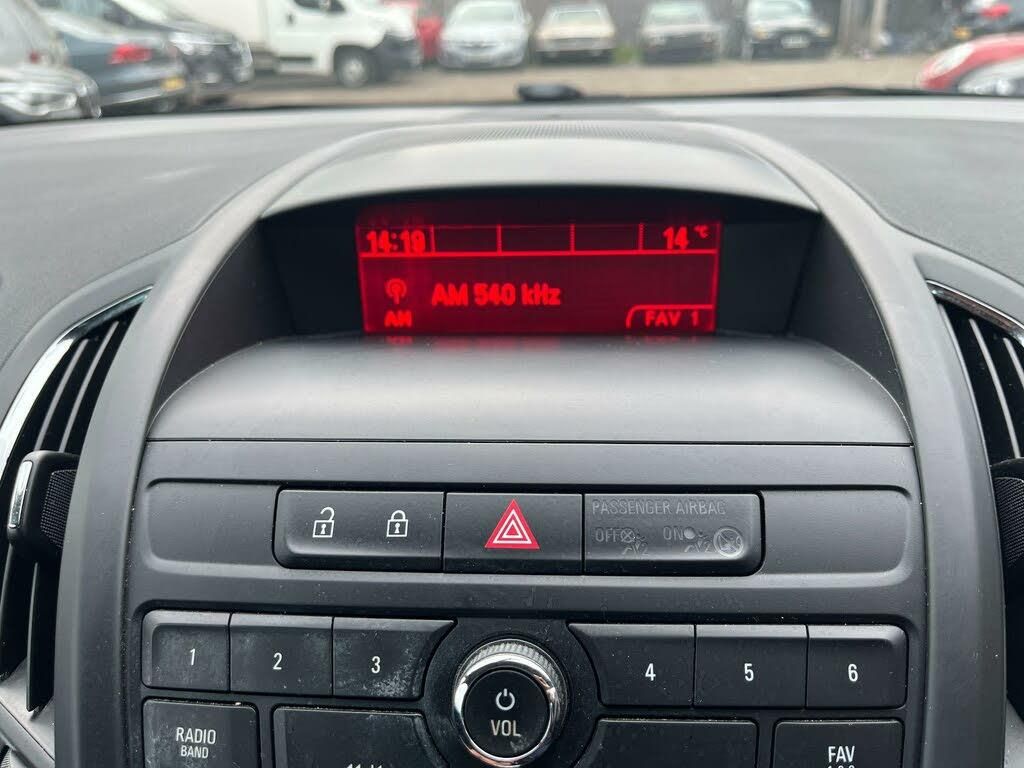 14:19
14 °C
AM 540 kHz
AM
FAV 1
PASSENGER AIRBAG
OFF ON
1 2 3 4 5 6
VOL
RADIO
BAND
FAV